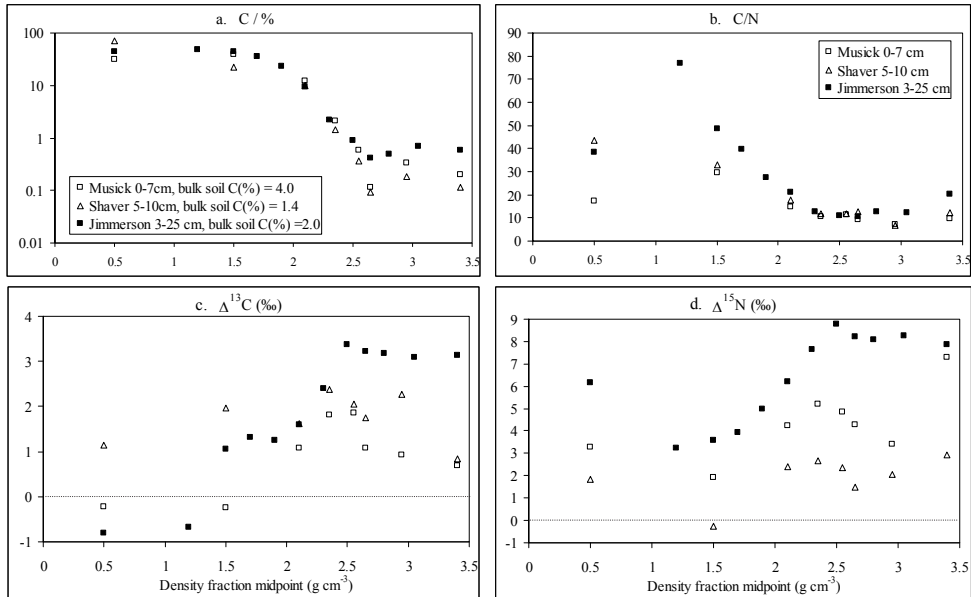 a. C / %
100
10
1
0.1
0.01
Musick 0-7cm, bulk soil C(%) = 4.0
Shaver 5-10cm, bulk soil C(%) = 1.4
Jimmerson 3-25 cm, bulk soil C(%) =2.0
0 0.5 1 1.5 2 2.5 3 3.5
b. C/N
90
80
70
60
50
40
30
20
10
0
Musick 0-7 cm
Shaver 5-10 cm
Jimmerson 3-25 cm
0 0.5 1 1.5 2 2.5 3 3.5
c. Δ13C (‰)
4
3
2
1
0
-1
0 0.5 1 1.5 2 2.5 3 3.5
Density fraction midpoint (g cm-3)
d. Δ15N (‰)
9
8
7
6
5
4
3
2
1
0
-1
0 0.5 1 1.5 2 2.5 3 3.5
Density fraction midpoint (g cm-3)